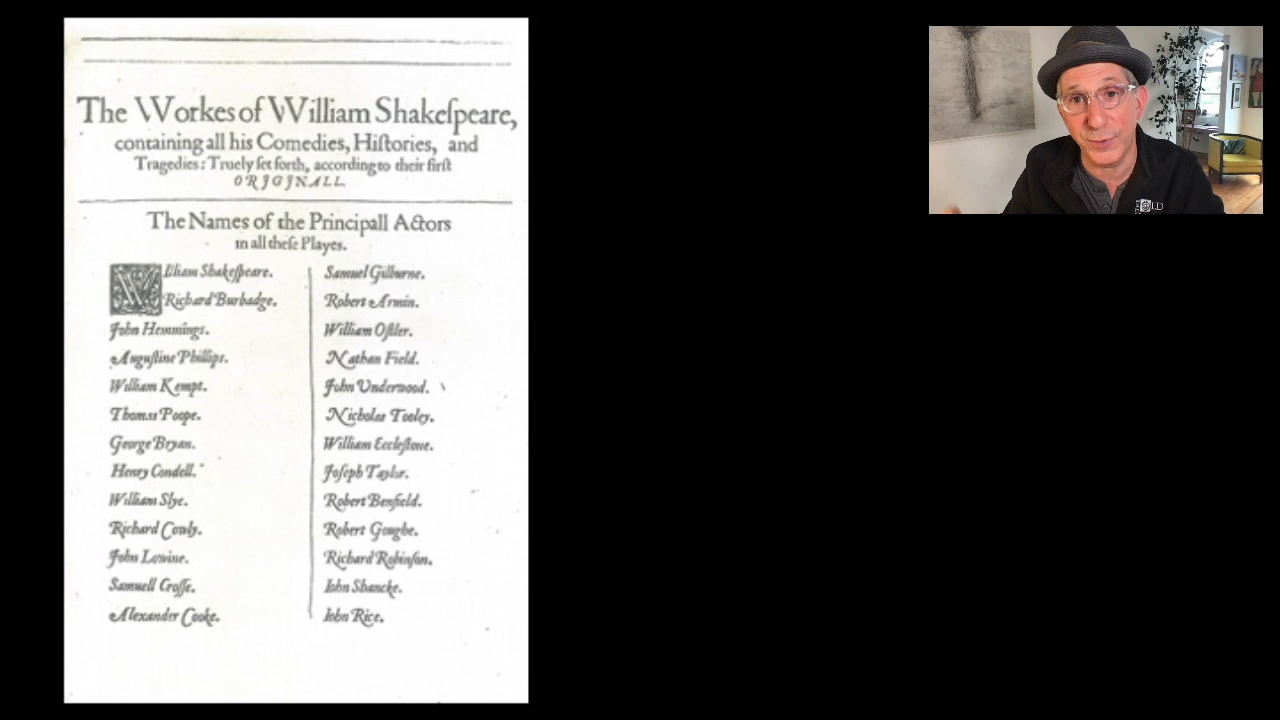 The Workes of William Shakeſpeare,
containing all his Comedies, Hiſtories, and
Tragedies: Truely ſet forth, according to their firſt
ORJGJNALL.
The Names of the Principall Actors
in all theſe Playes.
William Shakeſpeare.
Richard Burbadge.
John Hemmings.
Auguſtine Phillips.
William Kempt.
Thomas Poope.
George Bryan.
Henry Condell.
William Slye.
Richard Cowly.
John Lowine.
Samuell Croſſe.
Alexander Cooke.
Samuel Gilburne.
Robert Armin.
William Oſtler.
Nathan Field.
John Underwood.
Nicholas Tooley.
William Eccleſtone.
Joſeph Taylor.
Robert Benfield.
Robert Goughe.
Richard Robinſon.
Iohn Shancke.
Iohn Rice.